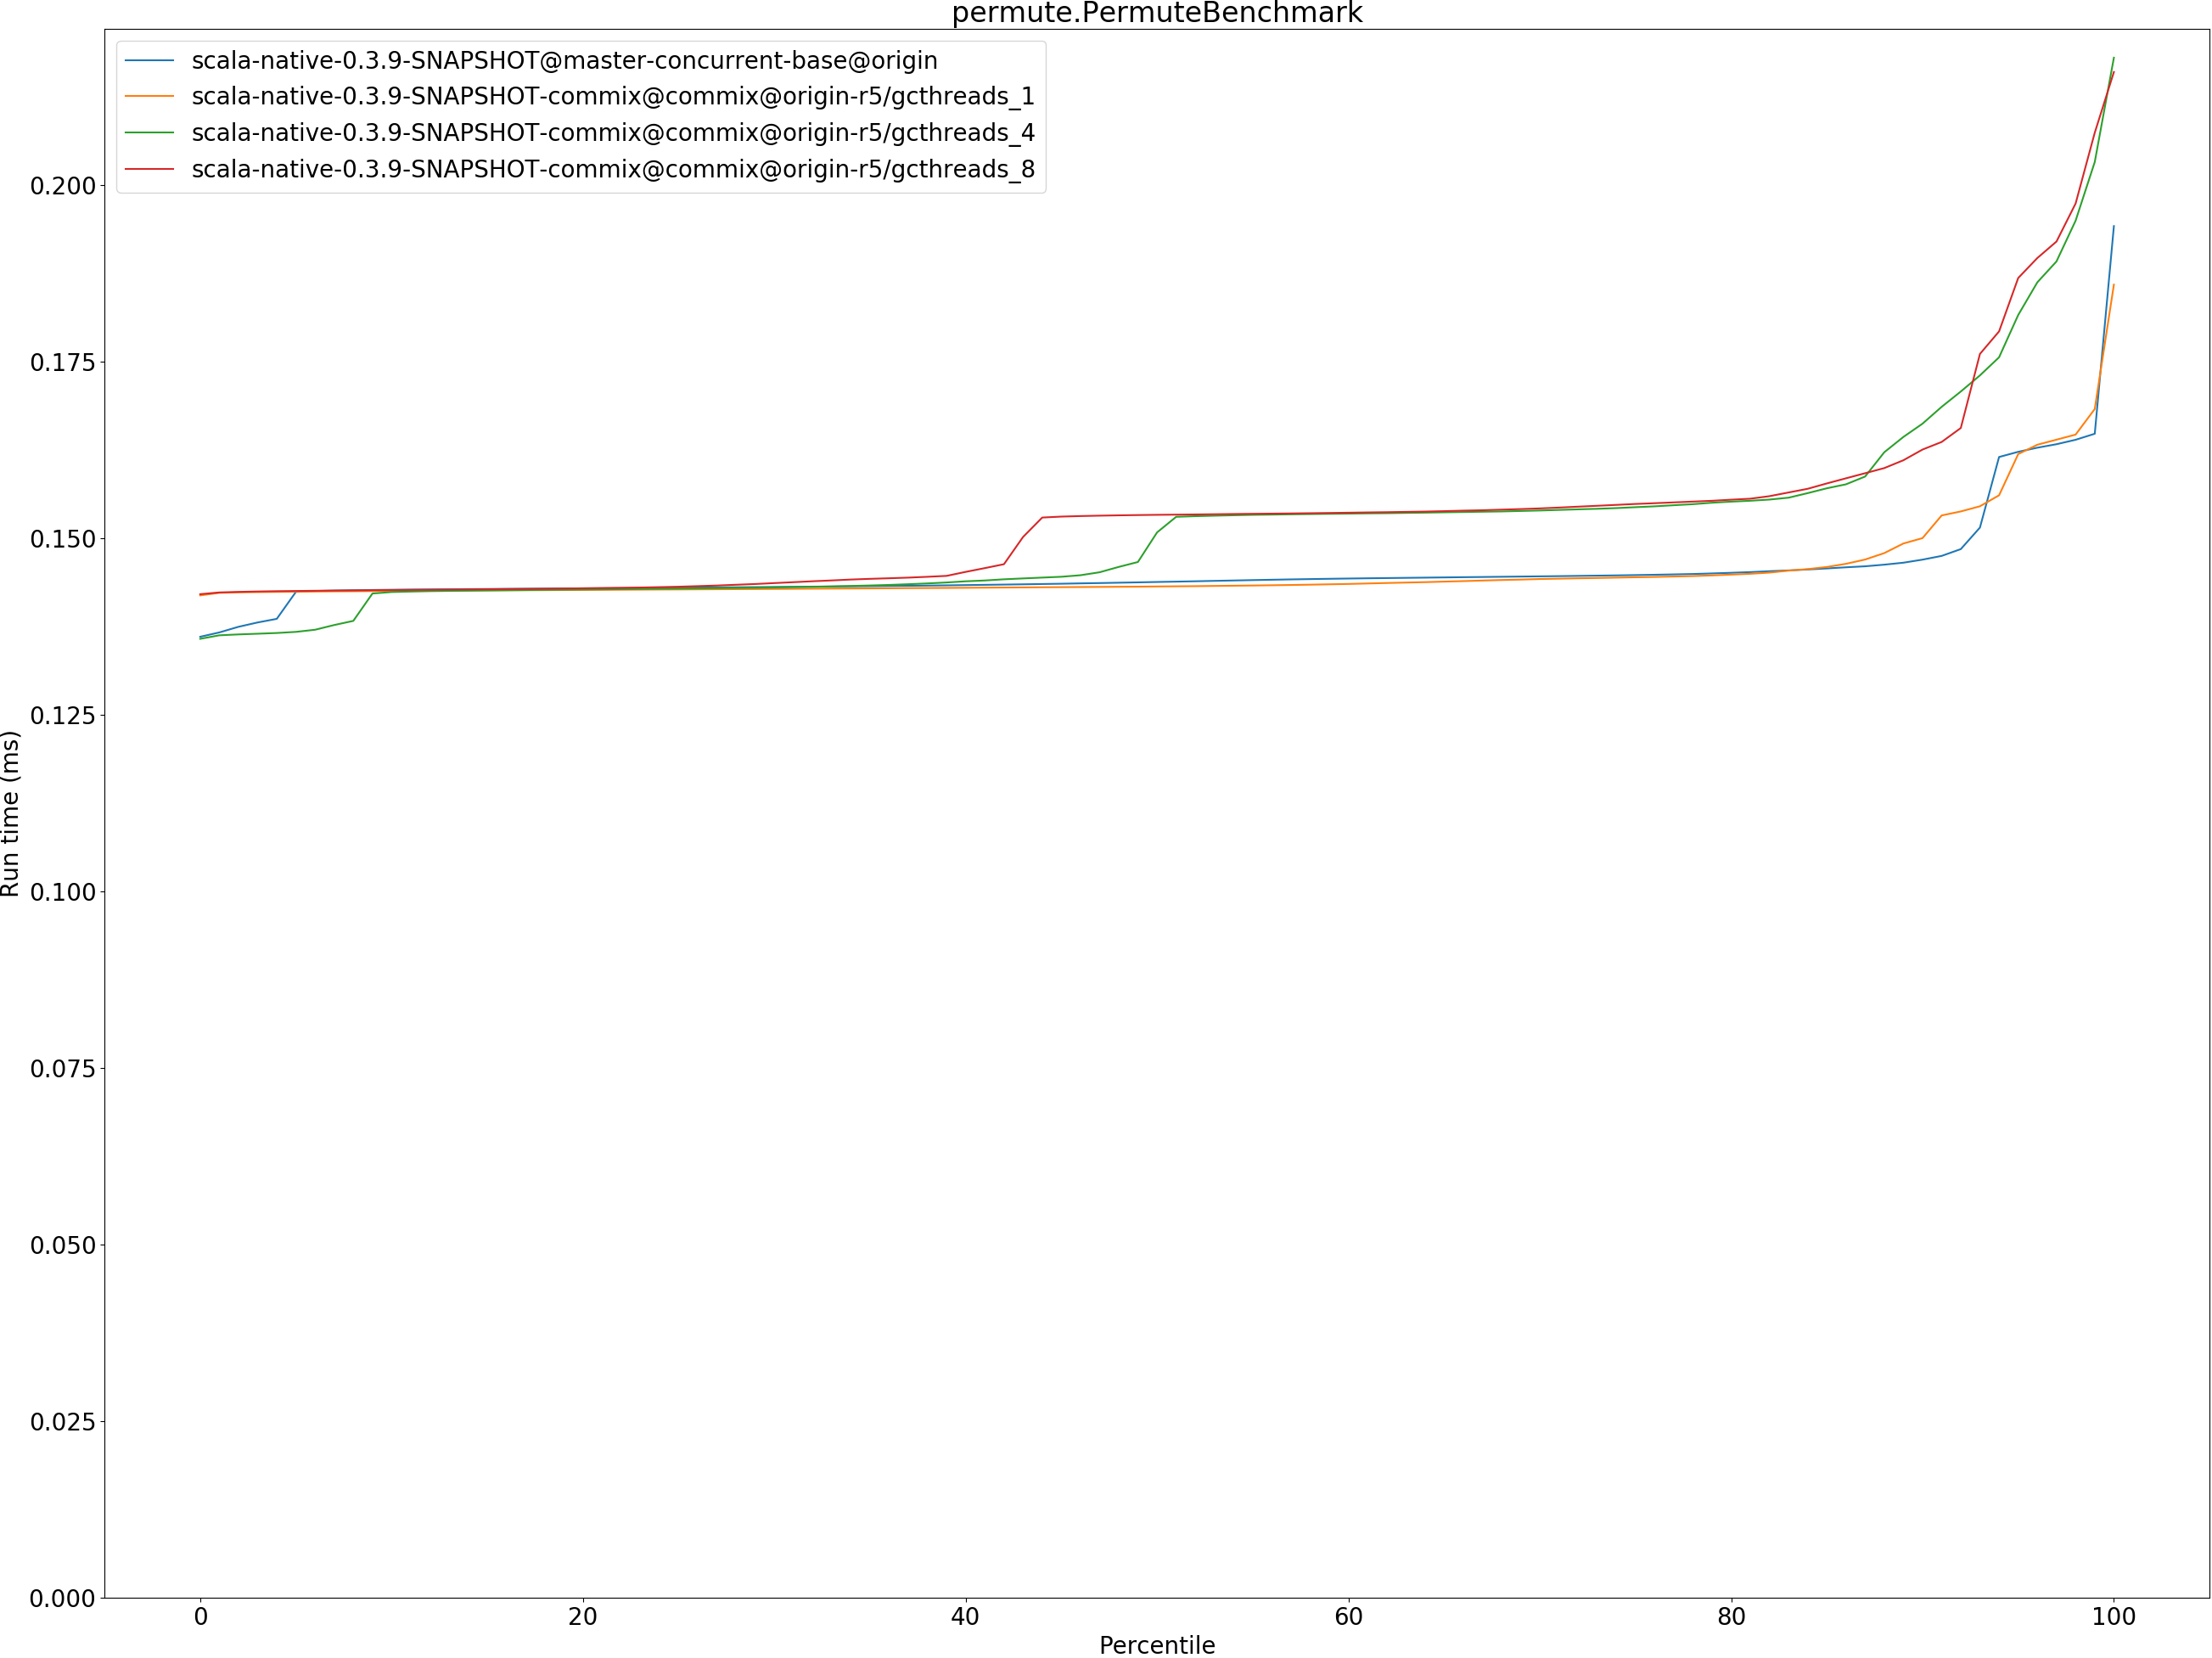 permute.PermuteBenchmark
scala-native-0.3.9-SNAPSHOT@master-concurrent-base@origin
scala-native-0.3.9-SNAPSHOT-commix@commix@origin-r5/gcthreads_1
scala-native-0.3.9-SNAPSHOT-commix@commix@origin-r5/gcthreads_4
scala-native-0.3.9-SNAPSHOT-commix@commix@origin-r5/gcthreads_8
0.200
0.175
0.150
0.125
0.100
0.075
0.050
0.025
0.000
Run time (ms)
0 20 40 60 80 100
Percentile